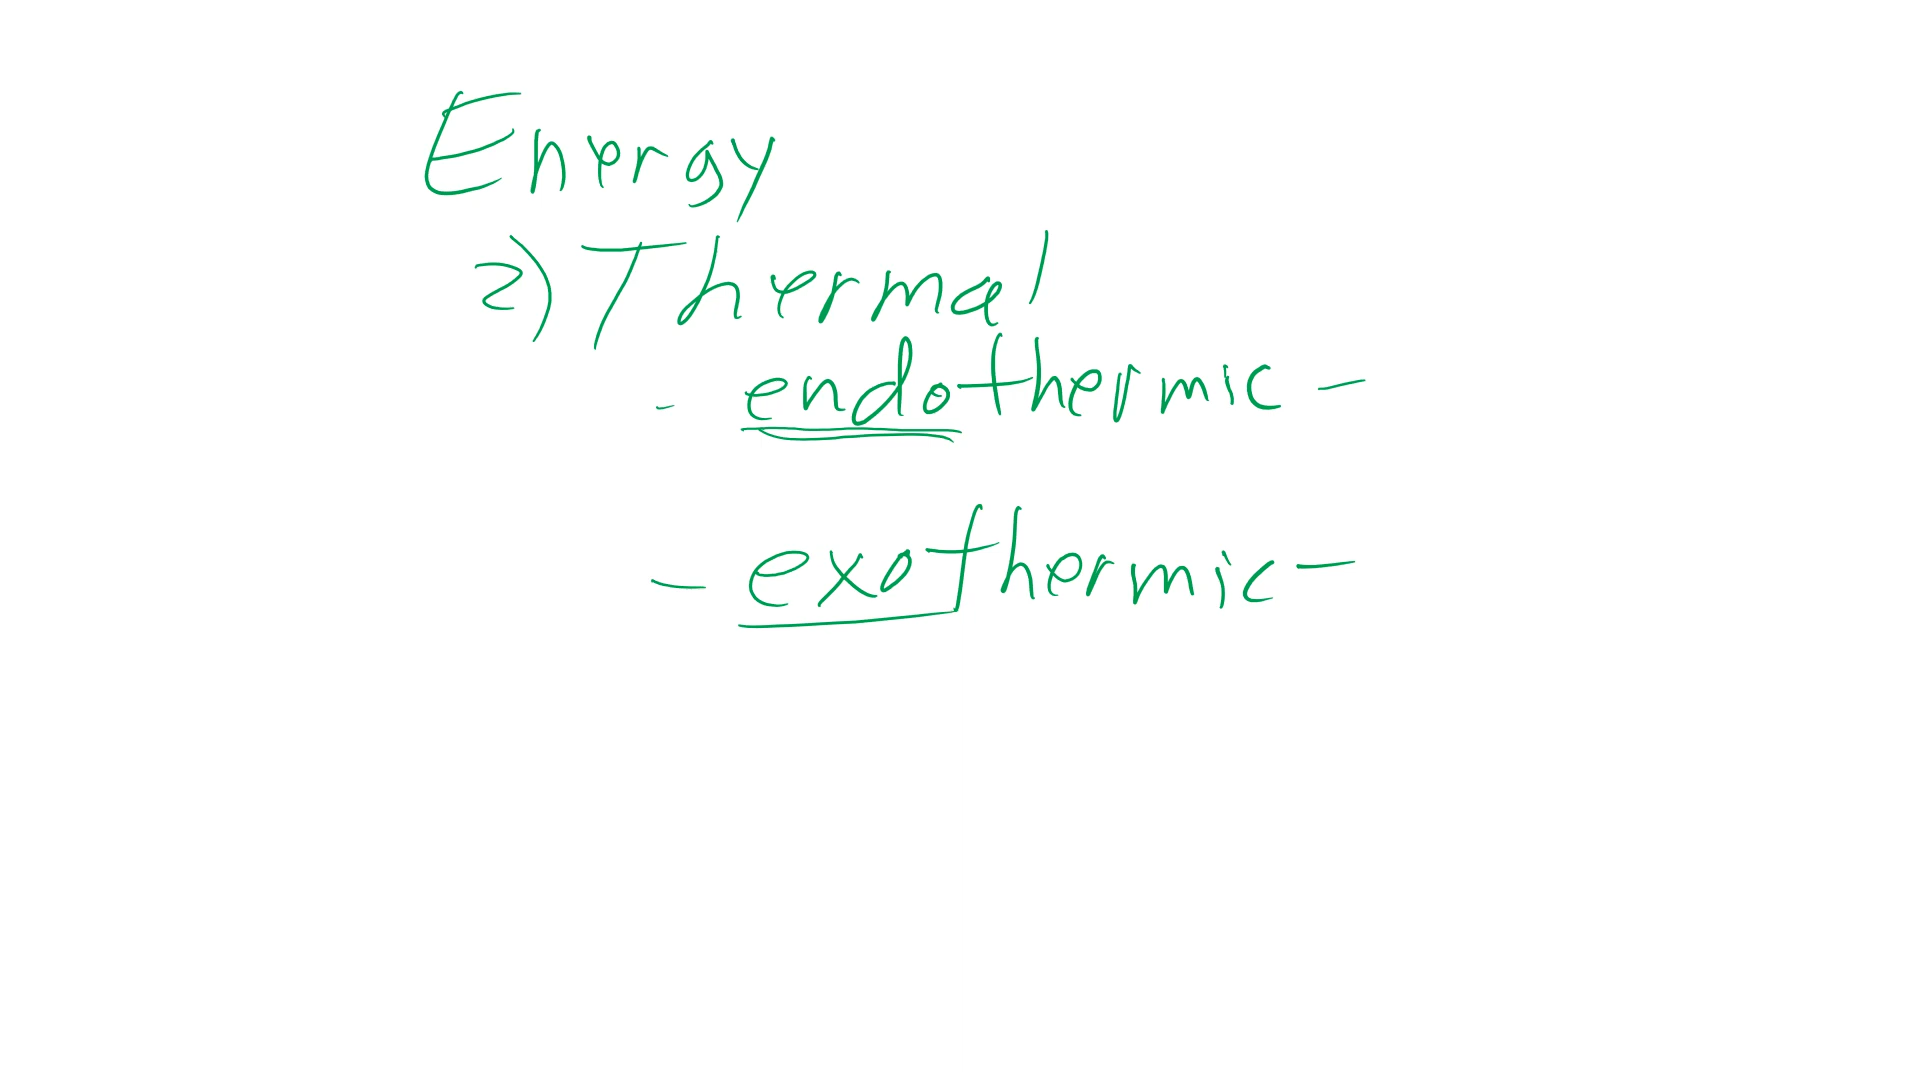 Energy
2) Thermal
- endothermic -
- exothermic -